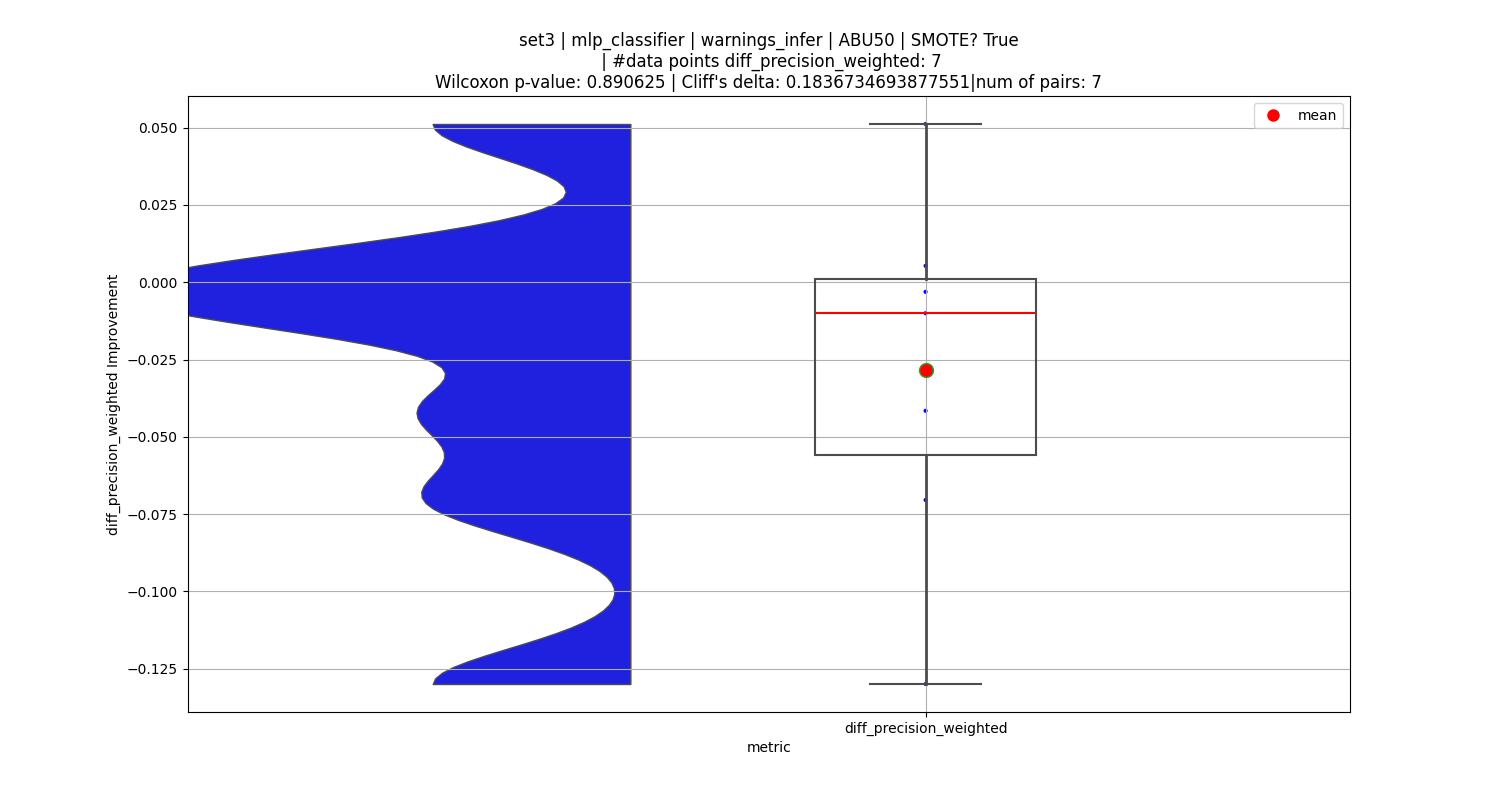 set3 | mlp_classifier | warnings_infer | ABU50 | SMOTE? True
| #data points diff_precision_weighted: 7
Wilcoxon p-value: 0.890625 | Cliff's delta: 0.1836734693877551|num of pairs: 7
mean
0.050
0.025
0.000
−0.025
−0.050
−0.075
−0.100
−0.125
diff_precision_weighted Improvement
diff_precision_weighted
metric